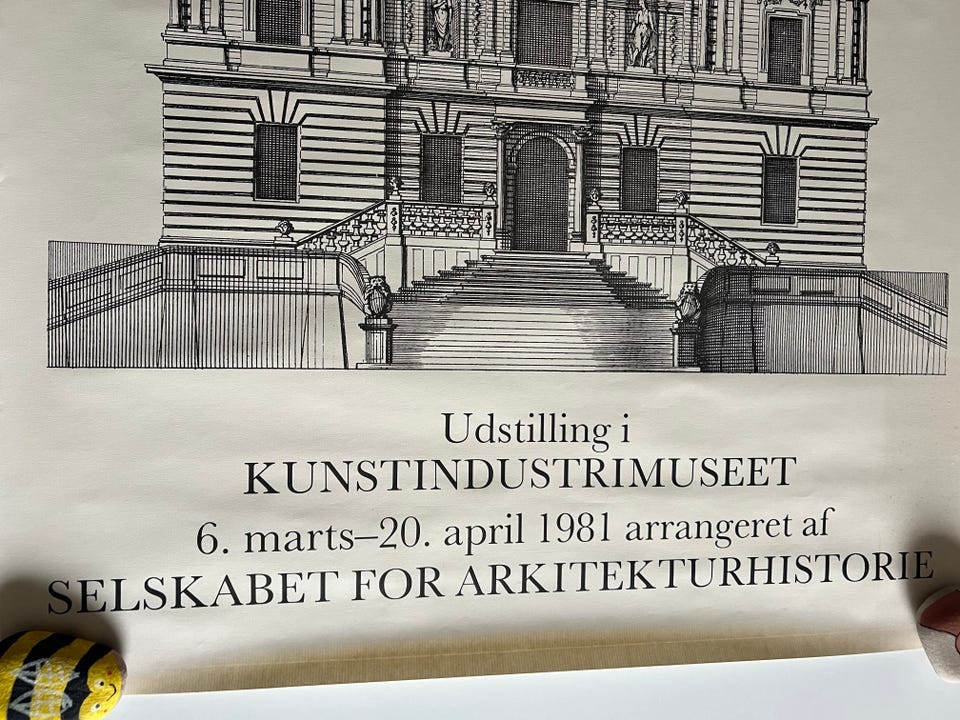 Udstilling i
KUNSTINDUSTRIMUSEET
6. marts–20. april 1981 arrangeret af
SELSKABET FOR ARKITEKTURHISTORIE